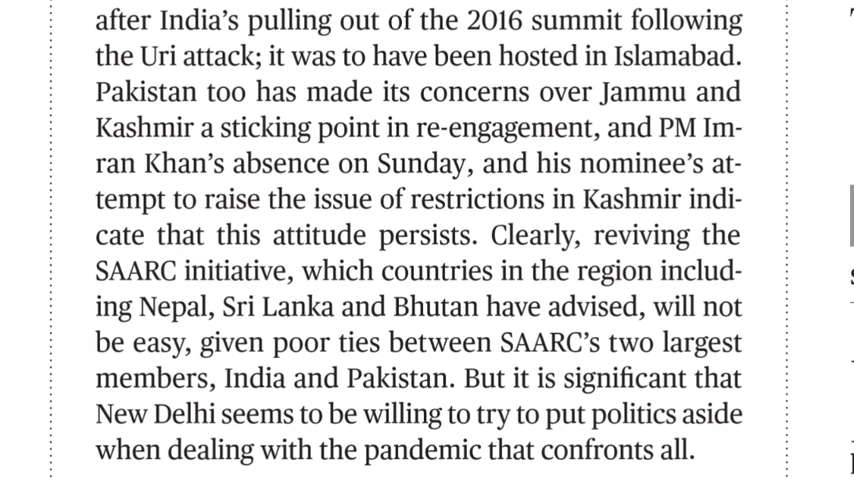 after India’s pulling out of the 2016 summit following
the Uri attack; it was to have been hosted in Islamabad.
Pakistan too has made its concerns over Jammu and
Kashmir a sticking point in re-engagement, and PM Im-
ran Khan’s absence on Sunday, and his nominee’s at-
tempt to raise the issue of restrictions in Kashmir indi-
cate that this attitude persists. Clearly, reviving the
SAARC initiative, which countries in the region includ-
ing Nepal, Sri Lanka and Bhutan have advised, will not
be easy, given poor ties between SAARC’s two largest
members, India and Pakistan. But it is significant that
New Delhi seems to be willing to try to put politics aside
when dealing with the pandemic that confronts all.